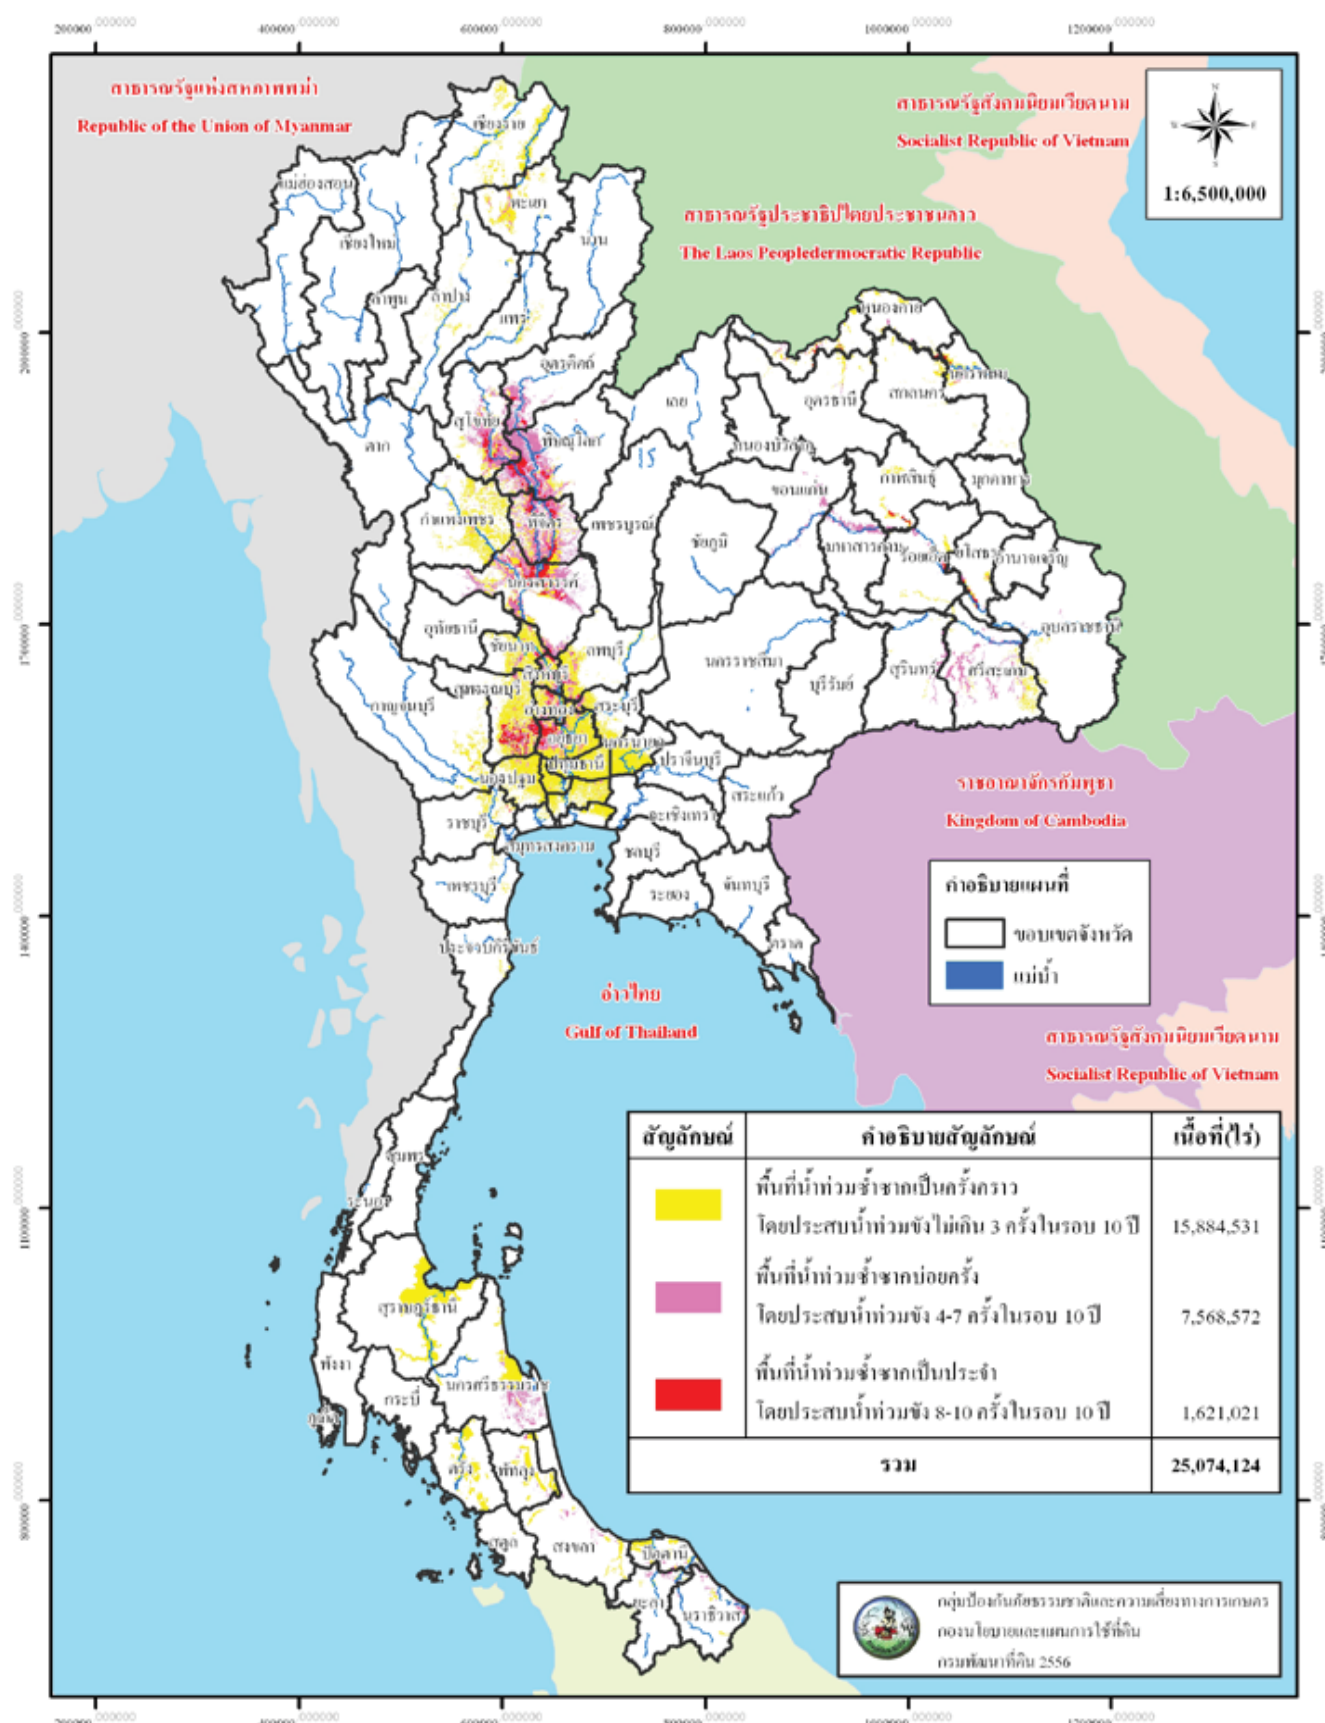 200000.000000 400000.000000 600000.000000 800000.000000 1000000.000000 1200000.000000
สาธารณรัฐแห่งสหภาพพม่า
Republic of the Union of Myanmar
สาธารณรัฐสังคมนิยมเวียดนาม
Socialist Republic of Vietnam
N
W E
S
1:6,500,000
สาธารณรัฐประชาธิปไตยประชาชนลาว
The Laos Peopledermocratic Republic
เชียงราย
แม่ฮ่องสอน
พะเยา
เชียงใหม่
น่าน
ลำพูน
ลำปาง
แพร่
หนองคาย
อุตรดิตถ์
เลย
อุดรธานี
สกลนคร
สุโขทัย
ตาก
พิษณุโลก
ขอนแก่น
กาฬสินธุ์
มุกดาหาร
กำแพงเพชร
พิจิตร
เพชรบูรณ์
ชัยภูมิ
มหาสารคาม
ร้อยเอ็ด
ยโสธร
อำนาจเจริญ
นครสวรรค์
อุทัยธานี
อุบลราชธานี
ชัยนาท
ลพบุรี
นครราชสีมา
บุรีรัมย์
สุรินทร์
ศรีสะเกษ
สิงห์บุรี
สุพรรณบุรี
กาญจนบุรี
อ่างทอง
สระบุรี
อยุธยา
นครนายก
ปราจีนบุรี
ปทุมธานี
นครปฐม
สระแก้ว
ฉะเชิงเทรา
ราชบุรี
สมุทรสงคราม
ชลบุรี
เพชรบุรี
ระยอง
จันทบุรี
ตราด
ประจวบคีรีขันธ์
ราชอาณาจักรกัมพูชา
Kingdom of Cambodia
คำอธิบายแผนที่
ขอบเขตจังหวัด
แม่น้ำ
อ่าวไทย
Gulf of Thailand
สาธารณรัฐสังคมนิยมเวียดนาม
Socialist Republic of Vietnam
ชุมพร
ระนอง
สุราษฎร์ธานี
พังงา
กระบี่
นครศรีธรรมราช
ภูเก็ต
ตรัง
พัทลุง
สตูล
สงขลา
ปัตตานี
ยะลา
นราธิวาส
สัญลักษณ์ คำอธิบายสัญลักษณ์ เนื้อที่(ไร่)
พื้นที่น้ำท่วมซ้ำซากเป็นครั้งคราว
โดยประสบน้ำท่วมขังไม่เกิน 3 ครั้งในรอบ 10 ปี 15,884,531
พื้นที่น้ำท่วมซ้ำซากบ่อยครั้ง
โดยประสบน้ำท่วมขัง 4-7 ครั้งในรอบ 10 ปี 7,568,572
พื้นที่น้ำท่วมซ้ำซากเป็นประจำ
โดยประสบน้ำท่วมขัง 8-10 ครั้งในรอบ 10 ปี 1,621,021
รวม 25,074,124
กลุ่มป้องกันภัยธรรมชาติและความเสี่ยงทางการเกษตร
กองนโยบายและแผนการใช้ที่ดิน
กรมพัฒนาที่ดิน 2556